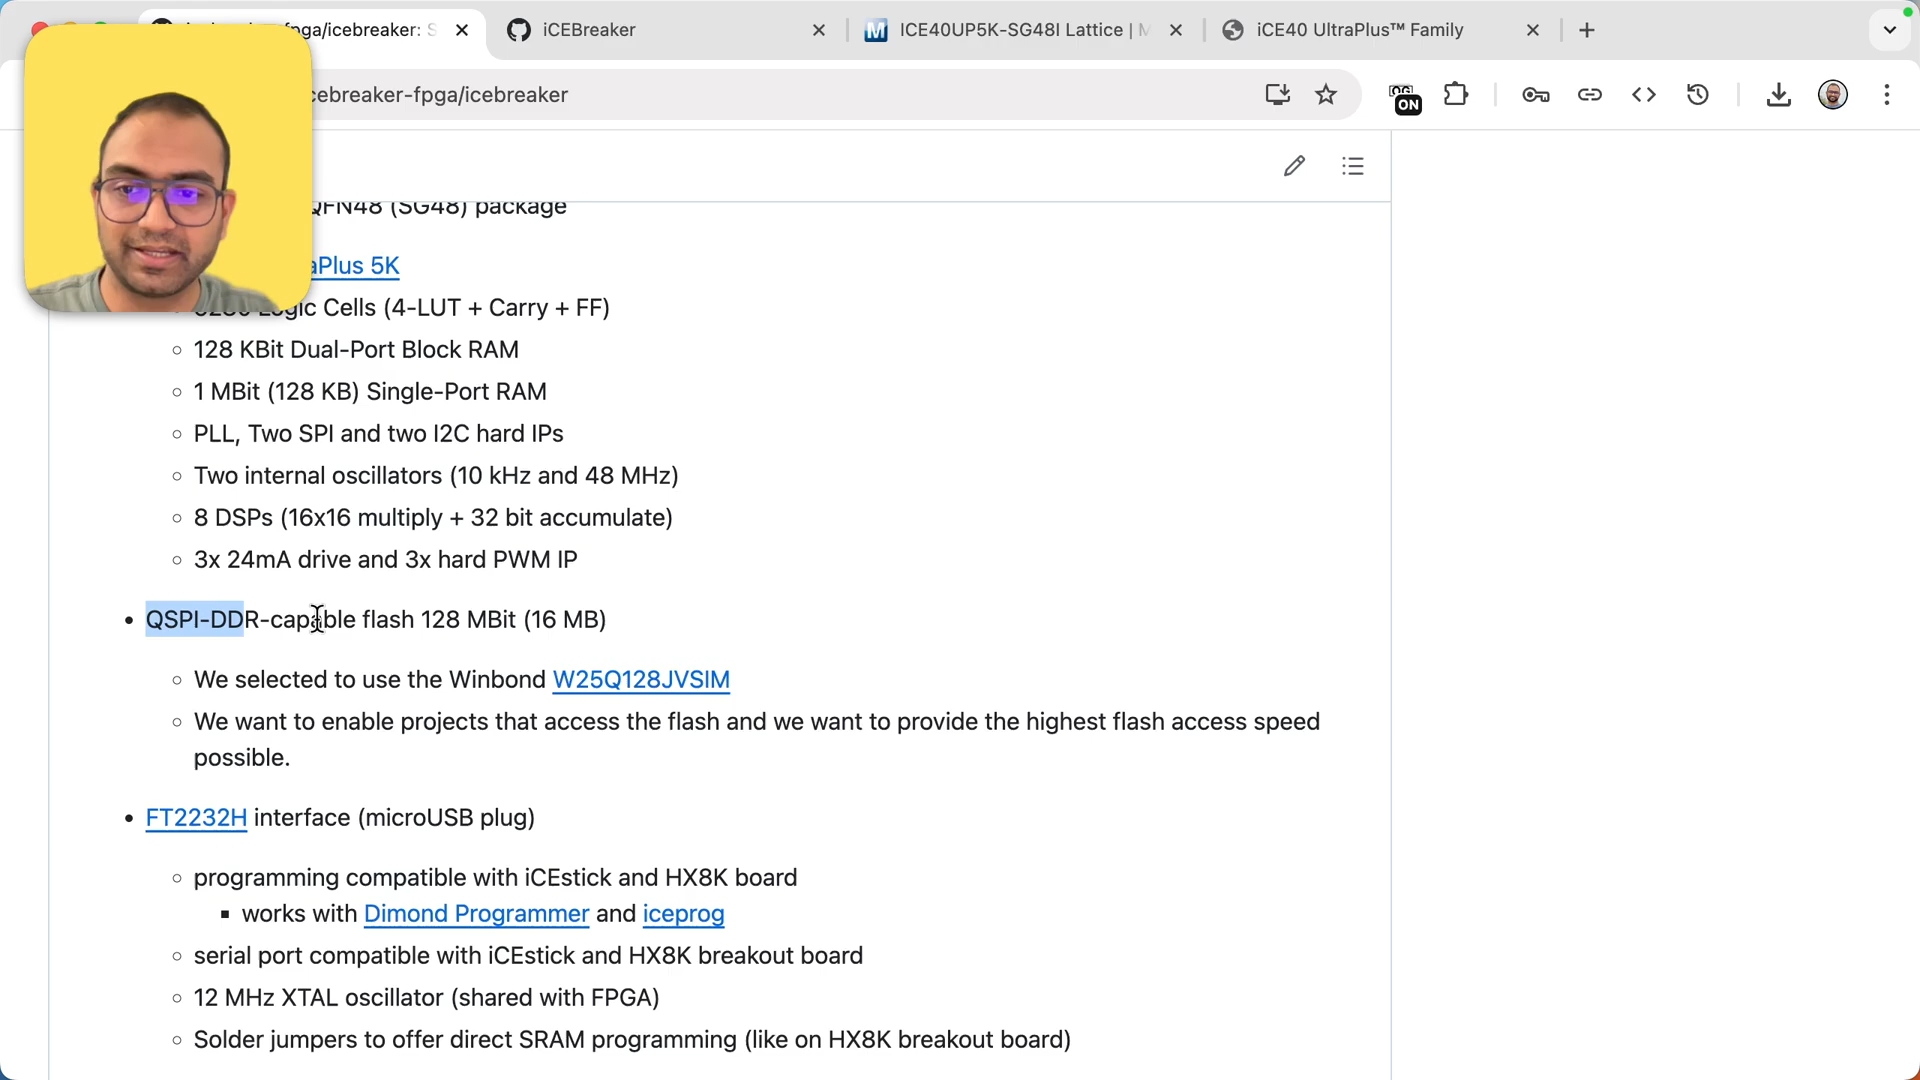 fpga/icebreaker: S
iCEBreaker
ICE40UP5K-SG48I Lattice | M
iCE40 UltraPlus™ Family
cebreaker-fpga/icebreaker
ON
QFN48 (SG48) package
aPlus 5K
Logic Cells (4-LUT + Carry + FF)
128 KBit Dual-Port Block RAM
1 MBit (128 KB) Single-Port RAM
PLL, Two SPI and two I2C hard IPs
Two internal oscillators (10 kHz and 48 MHz)
8 DSPs (16x16 multiply + 32 bit accumulate)
3x 24mA drive and 3x hard PWM IP
QSPI-DDR-capable flash 128 MBit (16 MB)
We selected to use the Winbond W25Q128JVSIM
We want to enable projects that access the flash and we want to provide the highest flash access speed
possible.
FT2232H interface (microUSB plug)
programming compatible with iCEstick and HX8K board
works with Dimond Programmer and iceprog
serial port compatible with iCEstick and HX8K breakout board
12 MHz XTAL oscillator (shared with FPGA)
Solder jumpers to offer direct SRAM programming (like on HX8K breakout board)